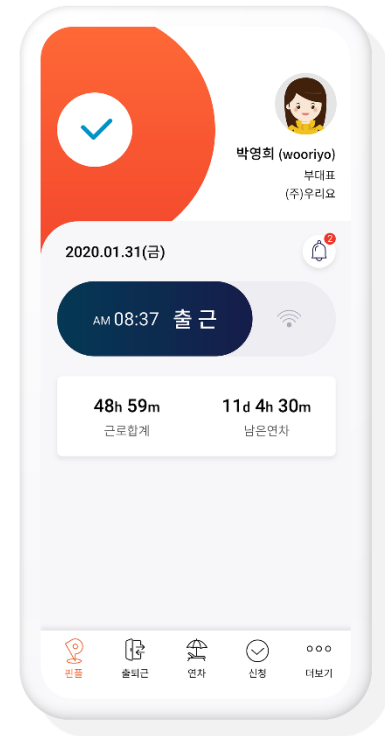 박영희 (wooriyo)
부대표
(주)우리요
2020.01.31(금)
2
AM 08:37 출근
48h 59m
11d 4h 30m
근로합계
남은연차
핀플
출퇴근
연차
신청
더보기